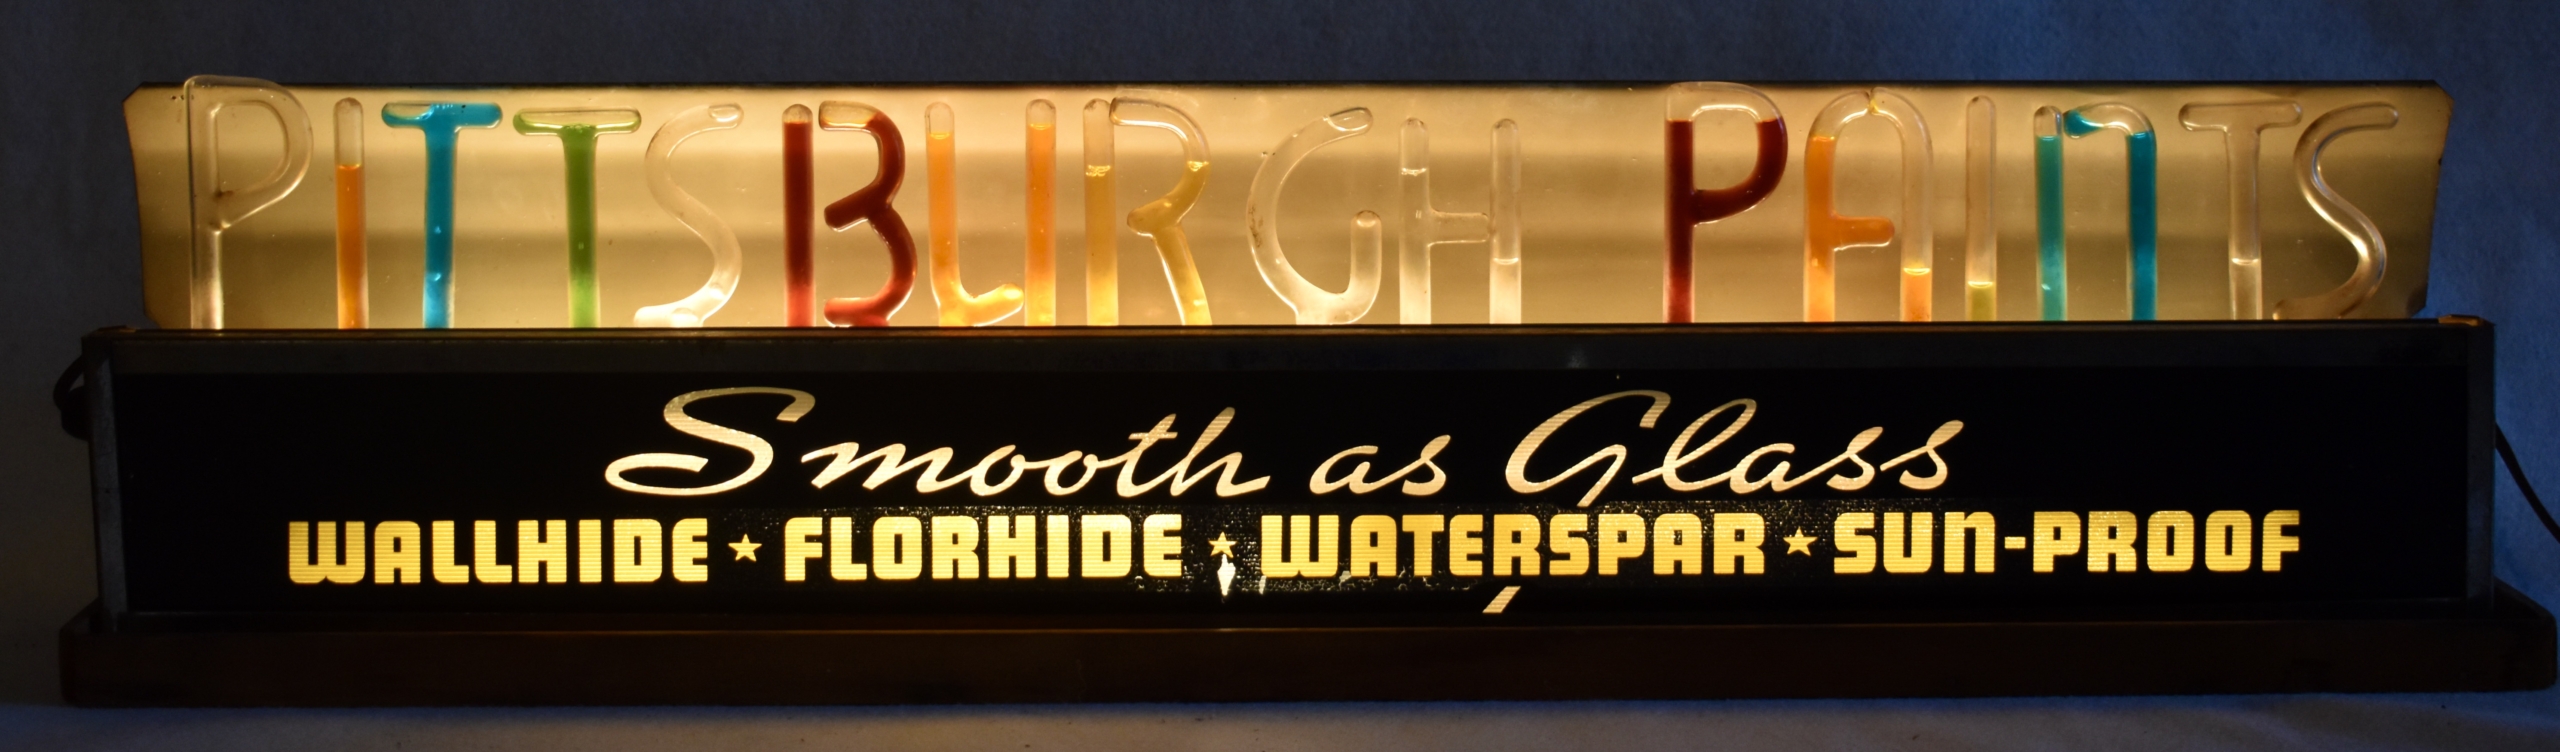 PITTSBURGH PAINTS
Smooth as Glass
WALLHIDE ★ FLORHIDE ★ WATERSPAR ★ SUN-PROOF